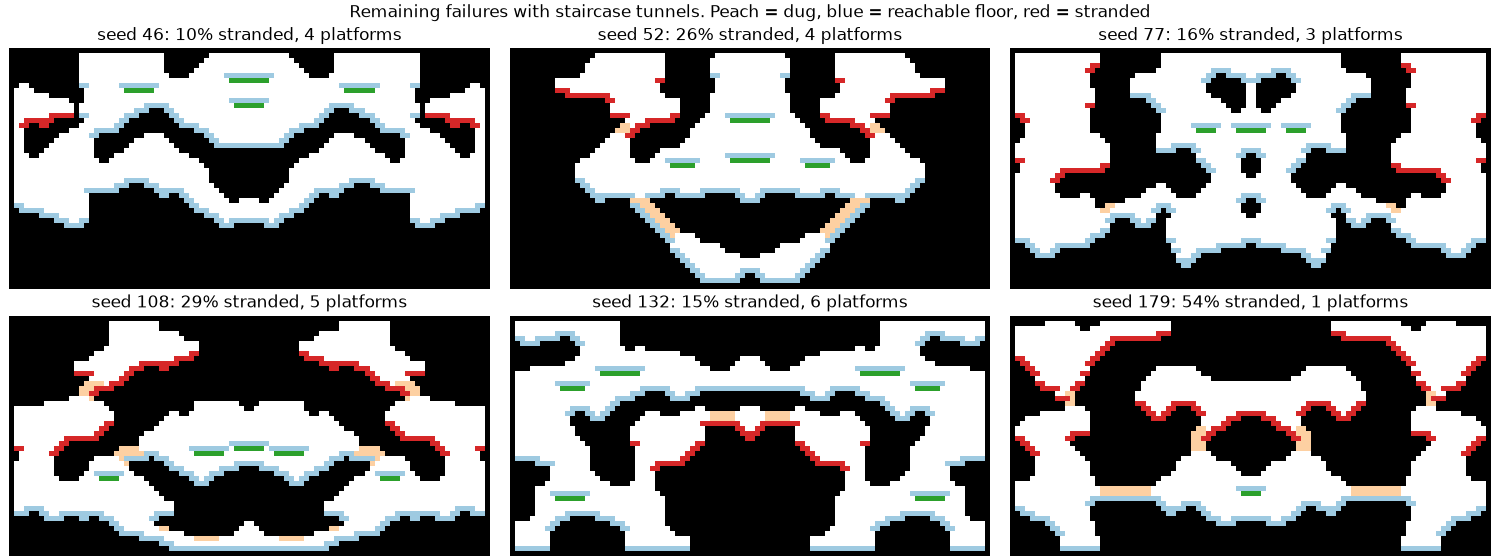 Remaining failures with staircase tunnels. Peach = dug, blue = reachable floor, red = stranded
seed 46: 10% stranded, 4 platforms
seed 52: 26% stranded, 4 platforms
seed 77: 16% stranded, 3 platforms
seed 108: 29% stranded, 5 platforms
seed 132: 15% stranded, 6 platforms
seed 179: 54% stranded, 1 platforms